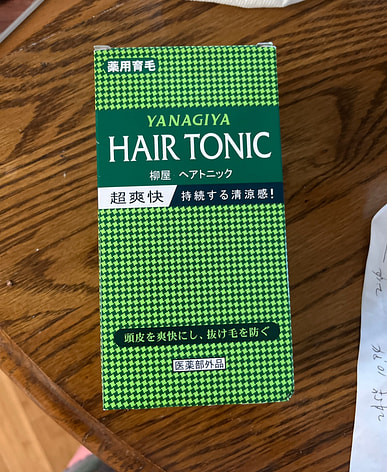 薬用育毛
YANAGIYA
HAIR TONIC
柳屋 ヘアトニック
超爽快 持続する清涼感!
頭皮を爽快にし、抜け毛を防ぐ
医薬部外品